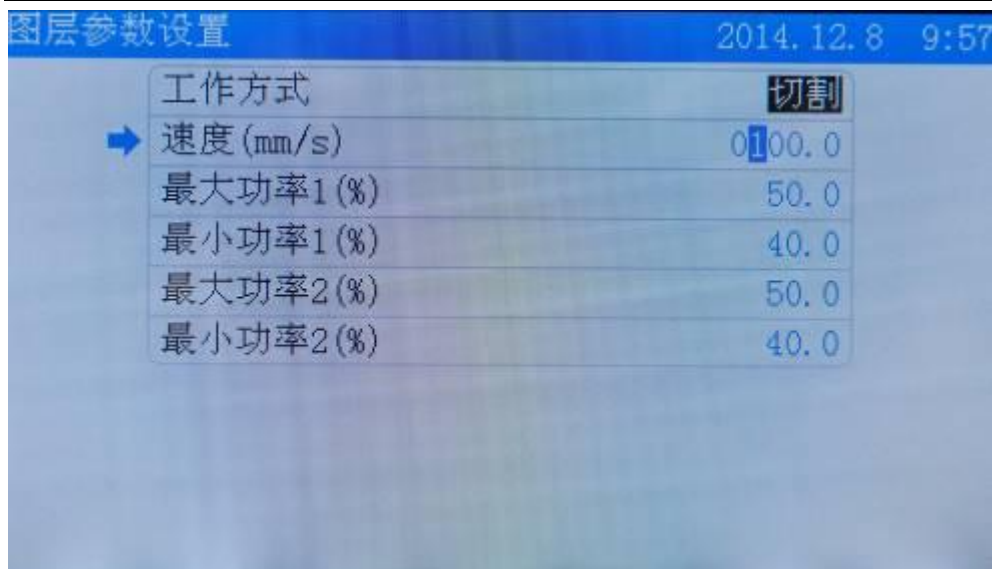 图层参数设置 2014.12.8 9:57
工作方式 切割
速度(mm/s) 0100.0
最大功率1(%) 50.0
最小功率1(%) 40.0
最大功率2(%) 50.0
最小功率2(%) 40.0